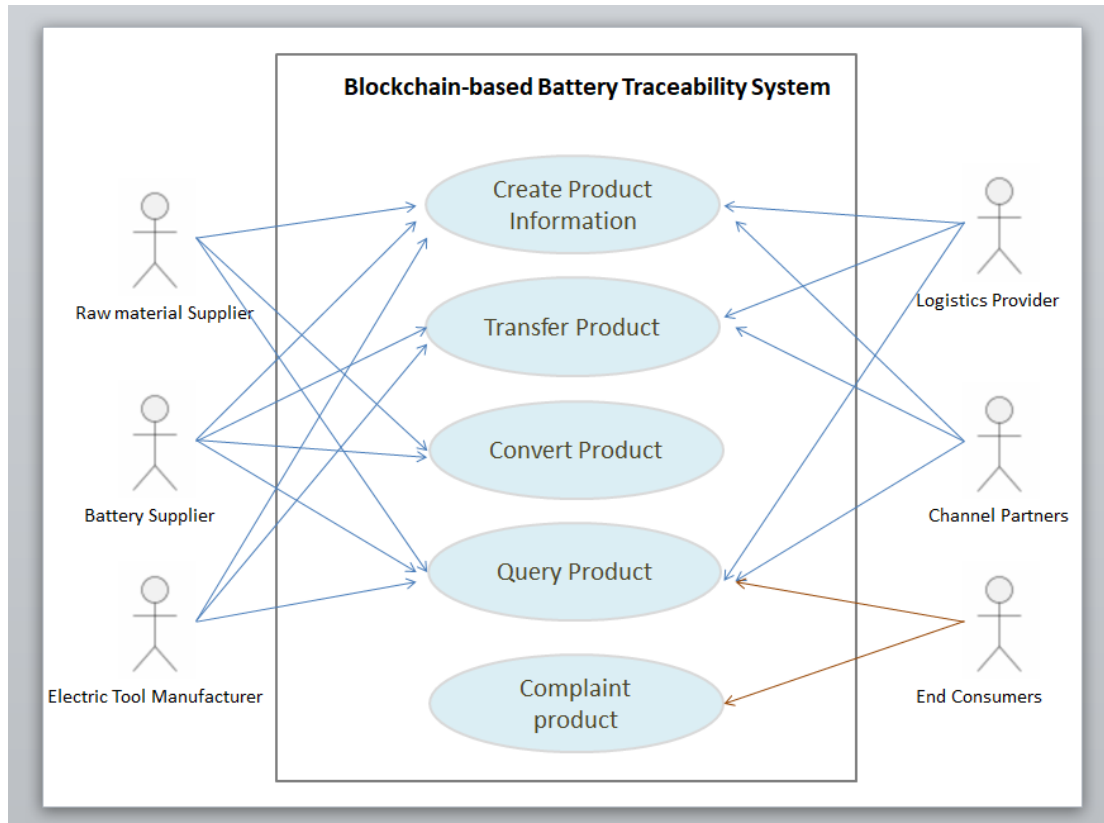 Blockchain-based Battery Traceability System
Create Product
Information
Raw material Supplier
Logistics Provider
Transfer Product
Convert Product
Battery Supplier
Channel Partners
Query Product
Electric Tool Manufacturer
End Consumers
Complaint
product